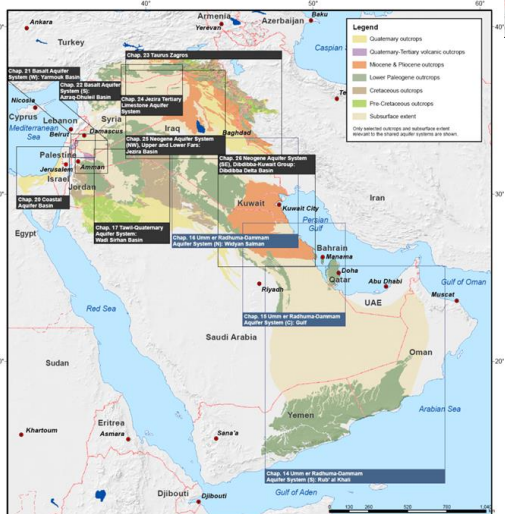 40°
50°
Ankara
Armenia
Yerevan
Azerbaijan
Baku
Turkey
Caspian
Legend
Quaternary outcrops
Quaternary-Tertiary volcanic outcrops
Miocene & Pliocene outcrops
Lower Paleogene outcrops
Cretaceous outcrops
Pre-Cretaceous outcrops
Subsurface extent
Only selected outcrops and subsurface extent
relevant to the shared aquifer systems are shown.
Chap. 23 Taurus Zagros
Chap. 21 Basalt Aquifer
System (W): Yarmouk Basin
Chap. 22 Basalt Aquifer
System (S):
Azraq-Dhuleil Basin
Chap. 24 Jezira Tertiary
Limestone Aquifer
System
Nicosia
Cyprus
Mediterranean
Sea
Lebanon
Beirut
Syria
Damascus
Iraq
Baghdad
Chap. 25 Neogene Aquifer System
(NW), Upper and Lower Fars:
Jezira Basin
Chap. 26 Neogene Aquifer System
(SE), Dibdibba-Kuwait Group:
Dibdibba Delta Basin
Palestine
Jerusalem
Amman
Israel
Jordan
30°
30°
Iran
Chap. 20 Coastal
Aquifer Basin
Kuwait
Kuwait City
Persian
Gulf
Egypt
Chap. 17 Tawil-Quaternary
Aquifer System:
Wadi Sirhan Basin
Chap. 16 Umm er Radhuma-Dammam
Aquifer System (N): Widyan Salman
Bahrain
Manama
Doha
Qatar
Abu Dhabi
Gulf of Oman
Muscat
Riyadh
UAE
Red Sea
Chap. 15 Umm er Radhuma-Dammam
Aquifer System (C): Gulf
Saudi Arabia
Oman
20°
20°
Sudan
Arabian Sea
Yemen
Eritrea
Khartoum
Asmara
Sana'a
Chap. 14 Umm er Radhuma-Dammam
Aquifer System (S): Rub' al Khali
Djibouti
Djibouti
Gulf of Aden